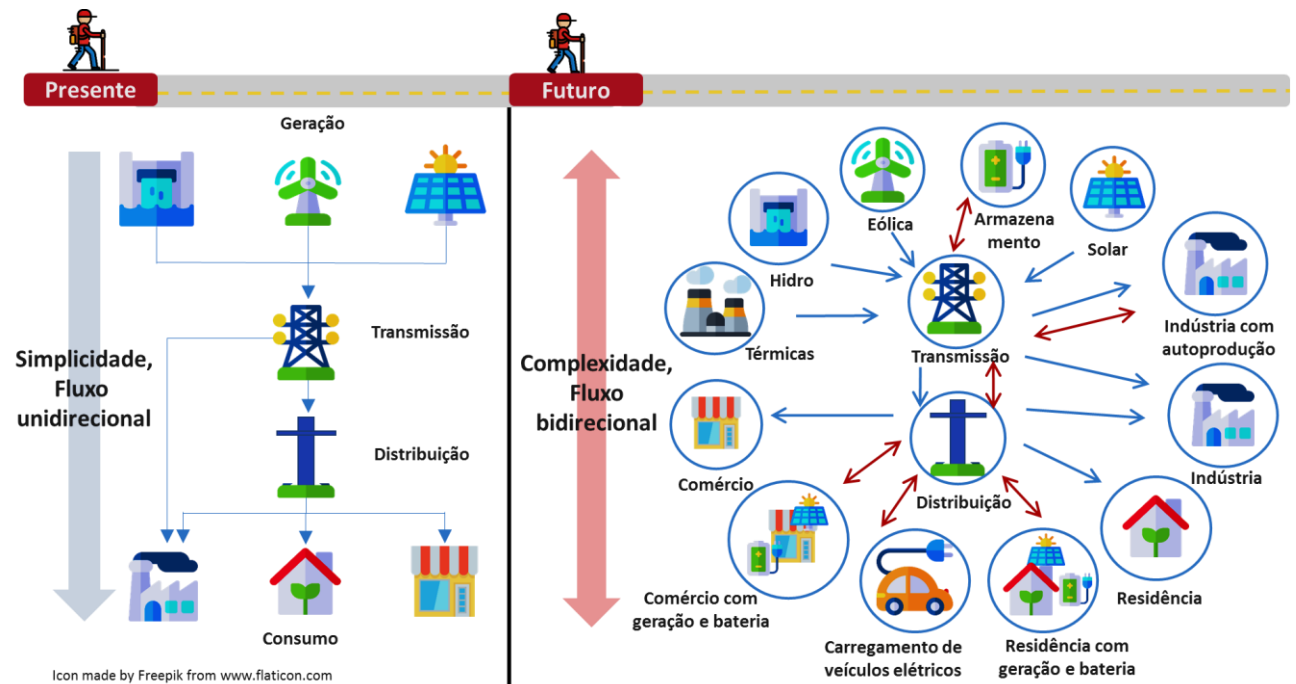 Presente
Futuro
Geração
Transmissão
Simplicidade,
Fluxo
unidirecional
Distribuição
Consumo
Icon made by Freepik from www.flaticon.com
Eólica
Armazena
mento
Solar
Hidro
Térmicas
Transmissão
Indústria com
autoprodução
Complexidade,
Fluxo
bidirecional
Comércio
Distribuição
Indústria
Comércio com
geração e bateria
Carregamento de
veículos elétricos
Residência com
geração e bateria
Residência